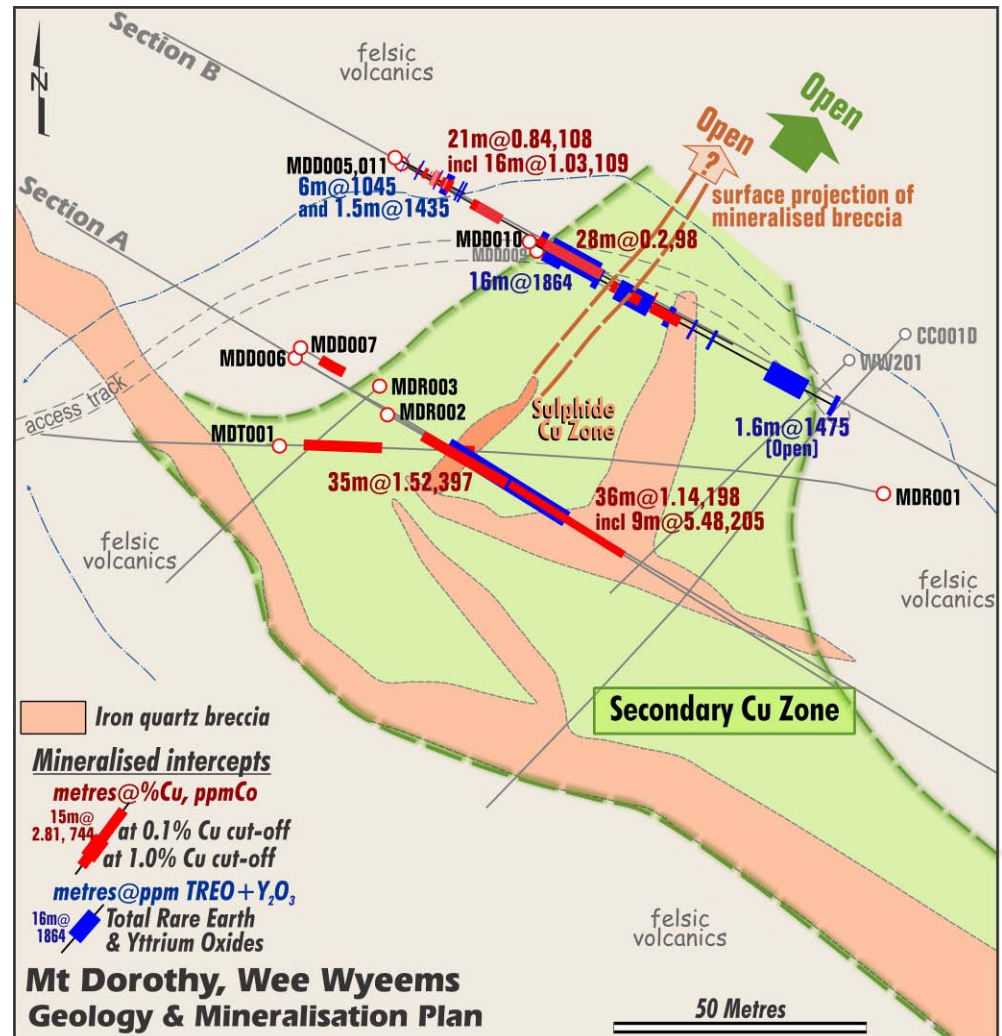 Section B
N
felsic
volcanics
Open
Open
?
21m@0.84,108
incl 16m@1.03,109
MDD005,011
6m@1045
and 1.5m@1435
surface projection of
mineralised breccia
Section A
MDD010
MDD009
28m@0.2,98
16m@1864
CC001D
WW201
MDD007
MDD006
MDR003
MDR002
access track
Sulphide
Cu Zone
MDT001
1.6m@1475
(Open)
35m@1.52,397
36m@1.14,198
incl 9m@5.48,205
MDR001
felsic
volcanics
felsic
volcanics
Secondary Cu Zone
Iron quartz breccia
Mineralised intercepts
metres@%Cu, ppmCo
15m@
2.81, 744
at 0.1% Cu cut-off
at 1.0% Cu cut-off
metres@ppm TREO+Y₂O₃
16m@
1864
Total Rare Earth
& Yttrium Oxides
felsic
volcanics
Mt Dorothy, Wee Wyeems
Geology & Mineralisation Plan
50 Metres